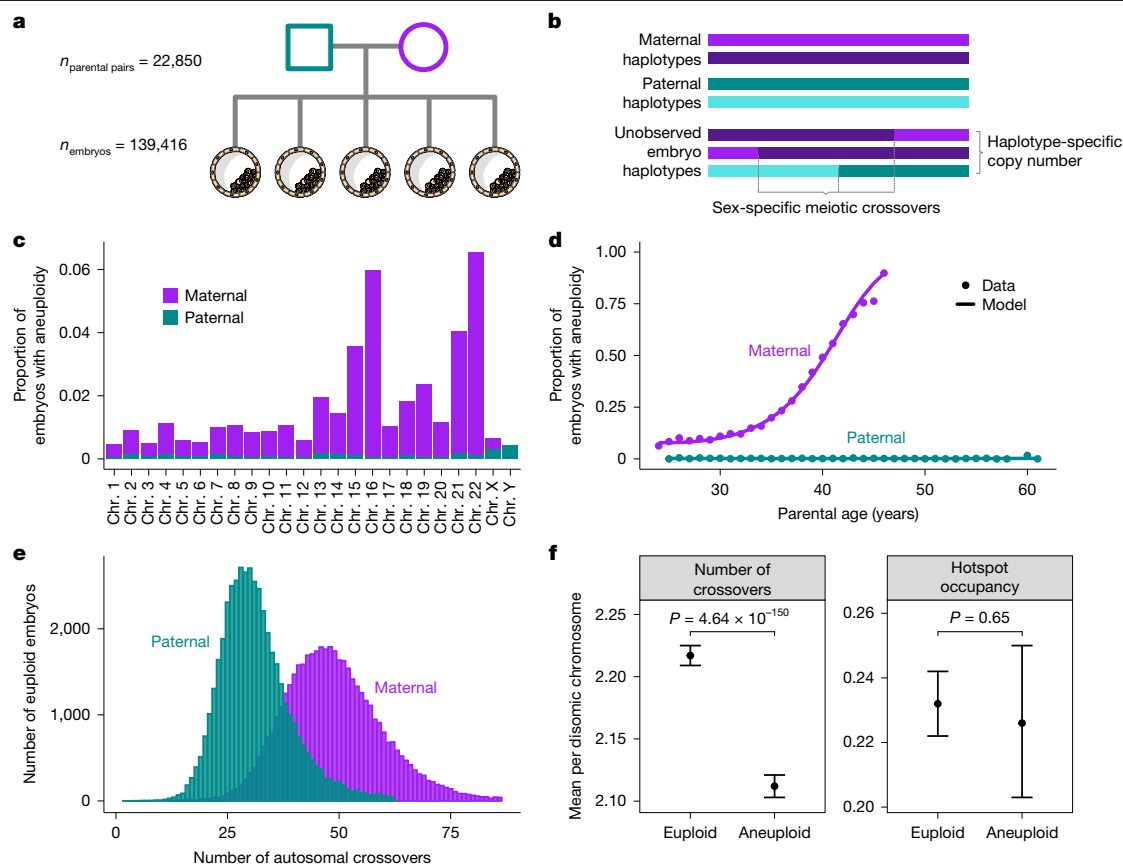 a
n parental pairs = 22,850
n embryos = 139,416
b
Maternal
haplotypes
Paternal
haplotypes
Unobserved
embryo
haplotypes
Haplotype-specific
copy number
Sex-specific meiotic crossovers
c
Proportion of
embryos with aneuploidy
0.06
0.04
0.02
0
Maternal
Paternal
Chr. 1
Chr. 2
Chr. 3
Chr. 4
Chr. 5
Chr. 6
Chr. 7
Chr. 8
Chr. 9
Chr. 10
Chr. 11
Chr. 12
Chr. 13
Chr. 14
Chr. 15
Chr. 16
Chr. 17
Chr. 18
Chr. 19
Chr. 20
Chr. 21
Chr. 22
Chr. X
Chr. Y
d
Proportion of
embryos with aneuploidy
1.00
0.75
0.50
0.25
0
Data
Model
Maternal
Paternal
30 40 50 60
Parental age (years)
e
Number of euploid embryos
2,000
1,000
0
Paternal
Maternal
0 25 50 75
Number of autosomal crossovers
f
Mean per disomic chromosome
Number of
crossovers
P = 4.64 × 10⁻¹⁵⁰
2.25
2.20
2.15
2.10
Euploid Aneuploid
Hotspot
occupancy
P = 0.65
0.26
0.24
0.22
0.20
Euploid Aneuploid